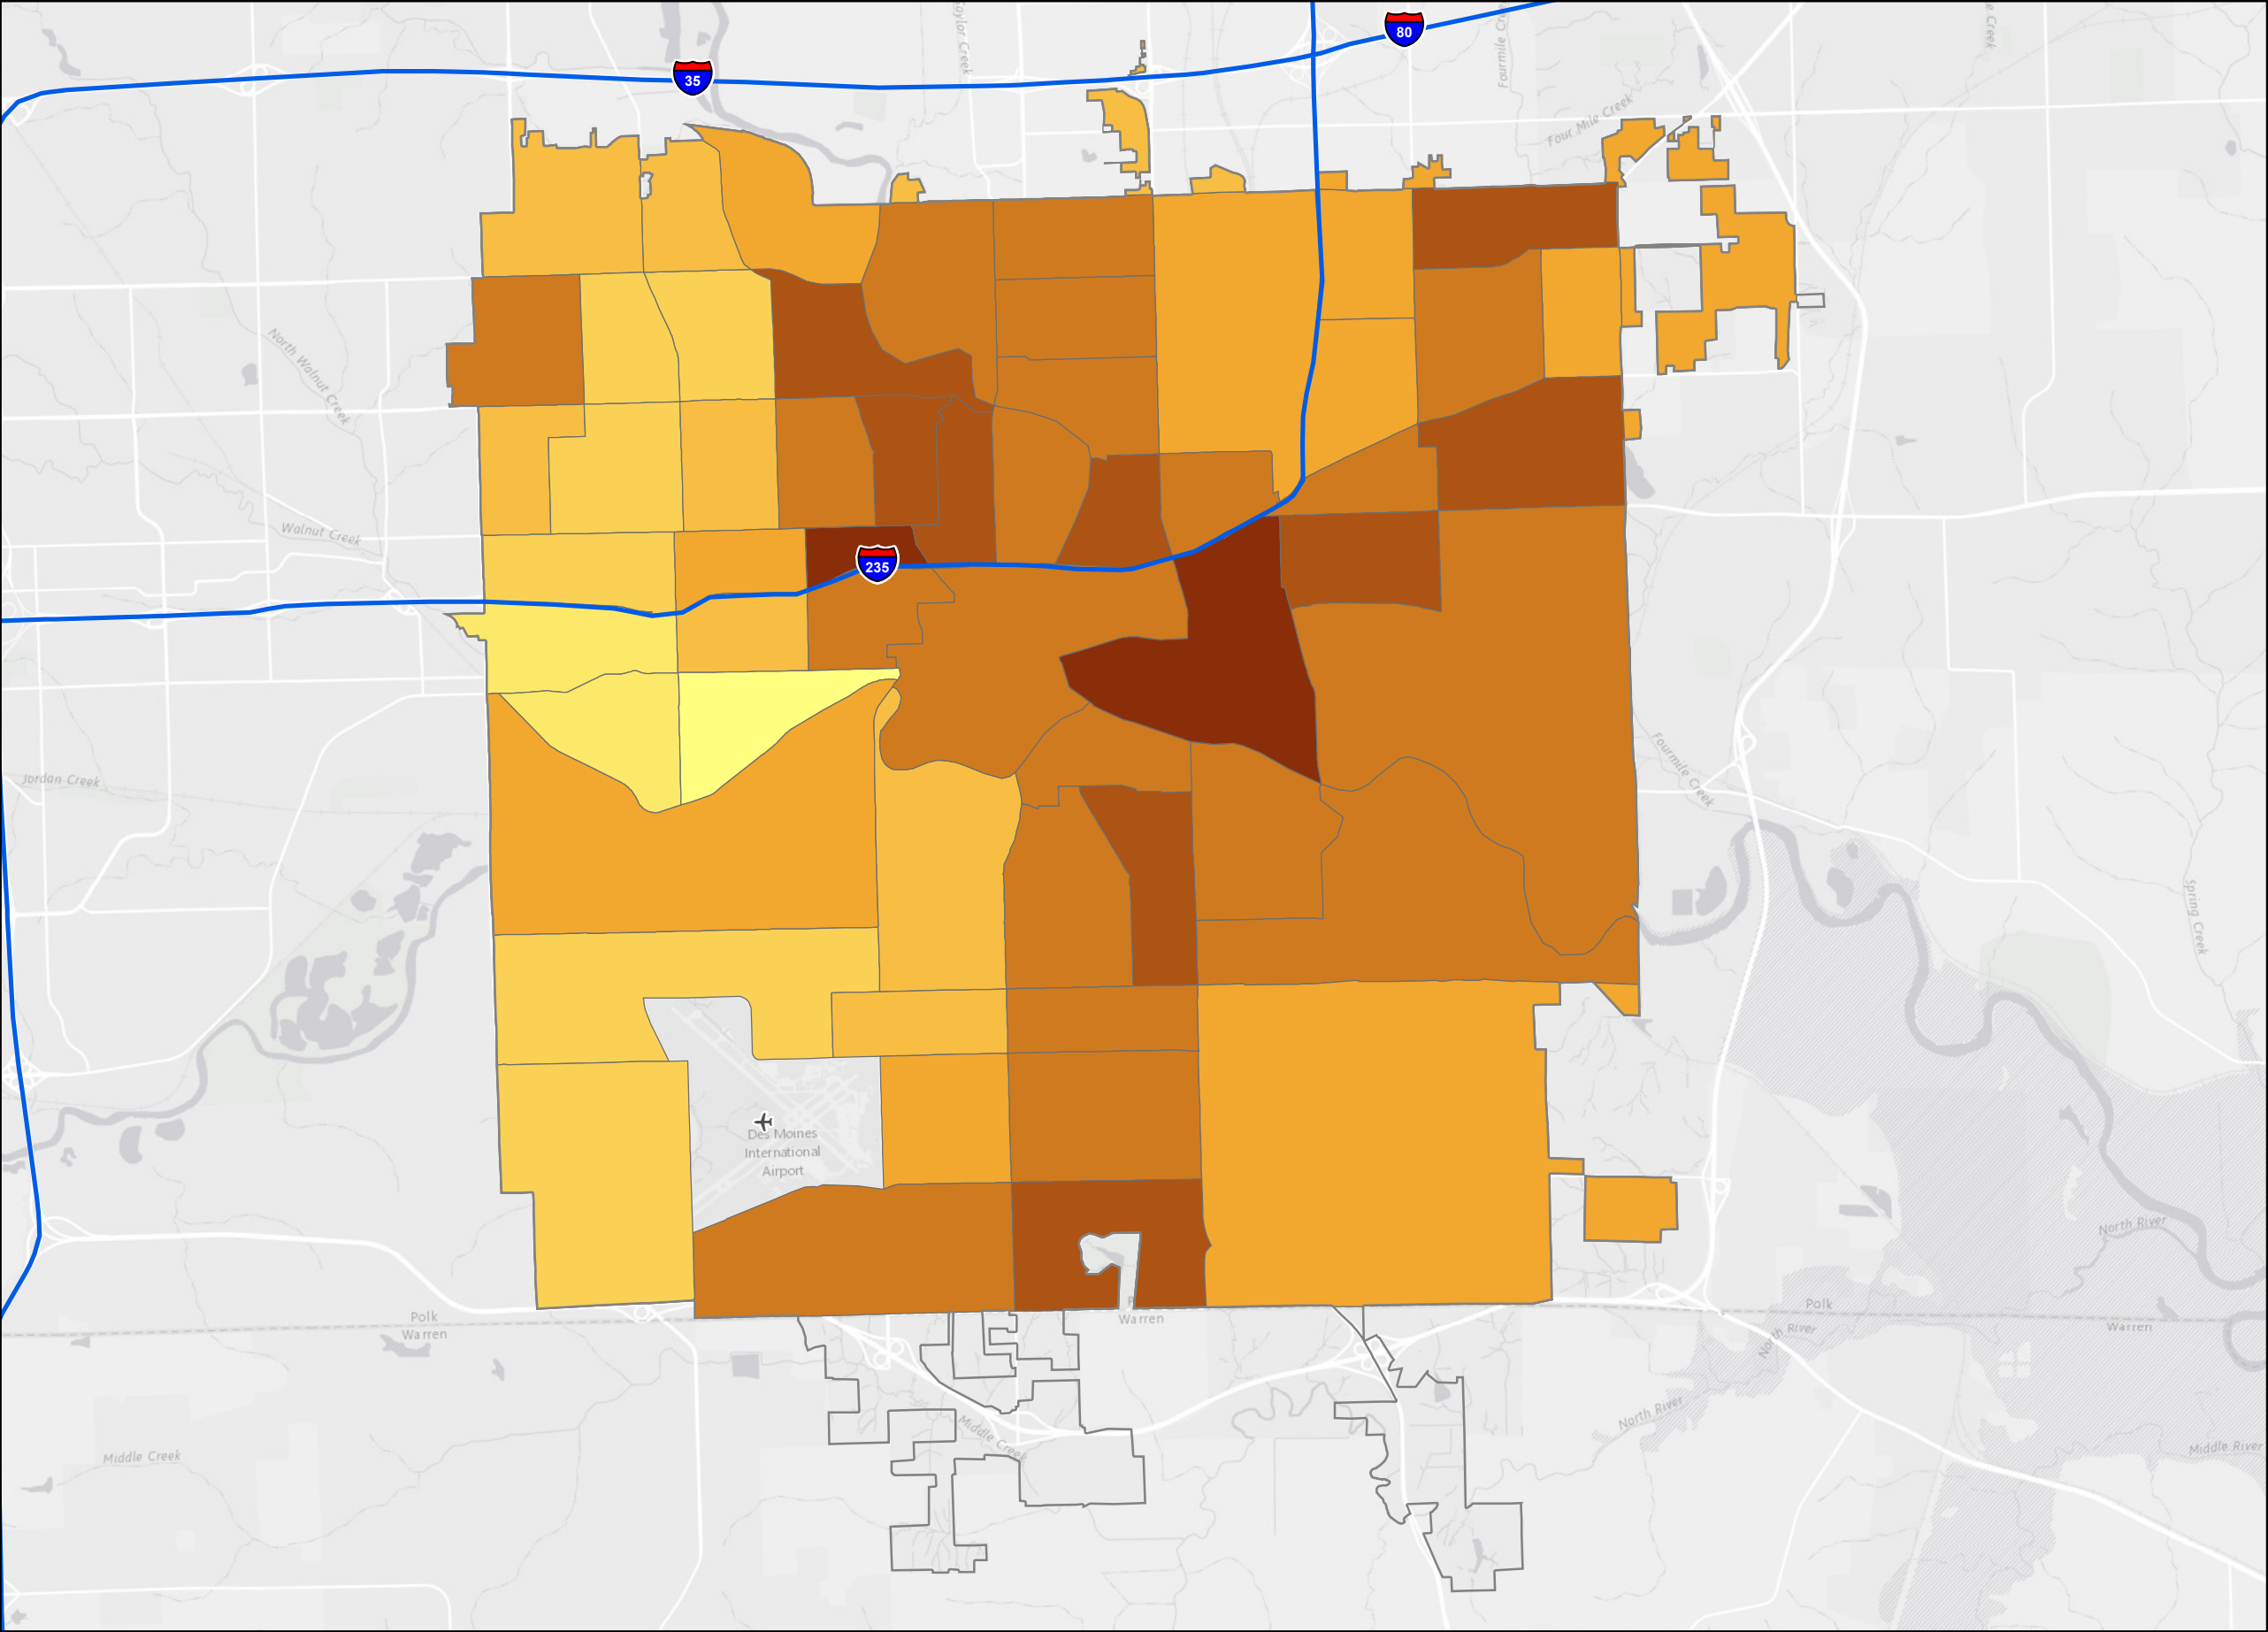 80
35
Taylor Creek
Fourmile Creek
Four Mile Creek
e Creek
North Walnut Creek
Walnut Creek
235
Jordan Creek
Fourmile Creek
Spring Creek
Des Moines
International
Airport
North River
Polk
Warren
P
Warren
Polk
Warren
North River
North River
Middle Creek
Middle Creek
Middle River